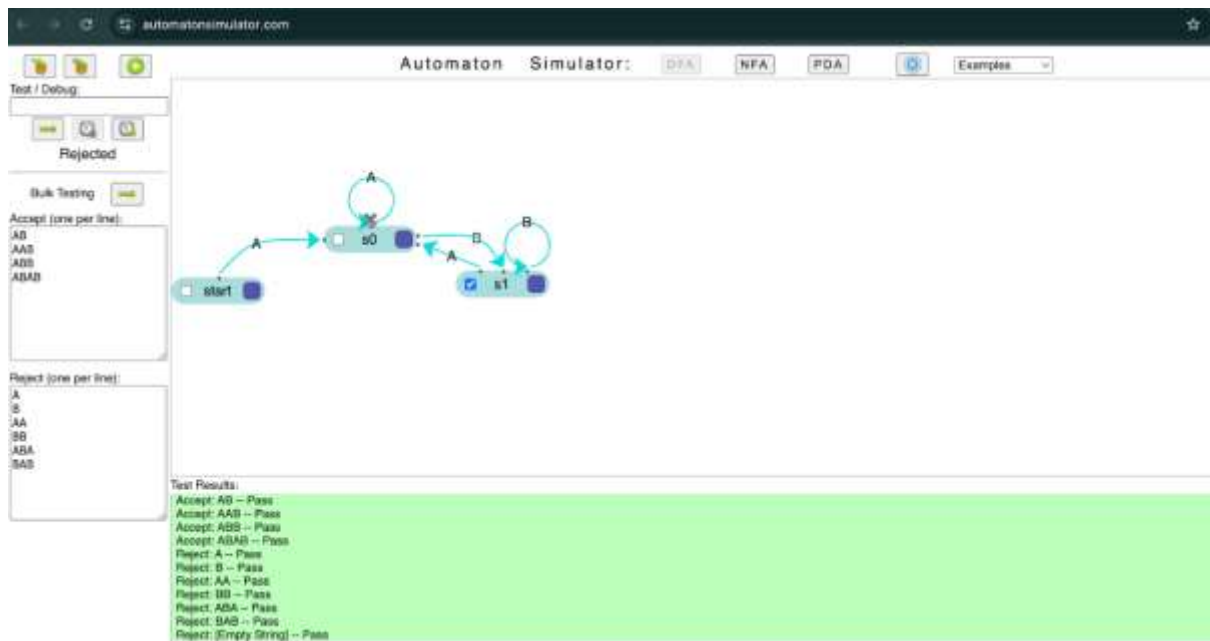 automatonsimulator.com
Automaton Simulator: DFA NFA PDA Examples
Test / Debug:
Rejected
Bulk Testing
Accept (one per line):
AB
AAB
ABB
ABAB
Reject (one per line):
A
B
AA
BB
ABA
BAB
A
A
s0
B
B
A
start
s1
Test Results:
Accept: AB -- Pass
Accept: AAB -- Pass
Accept: ABB -- Pass
Accept: ABAB -- Pass
Reject: A -- Pass
Reject: B -- Pass
Reject: AA -- Pass
Reject: BB -- Pass
Reject: ABA -- Pass
Reject: BAB -- Pass
Reject: [Empty String] -- Pass